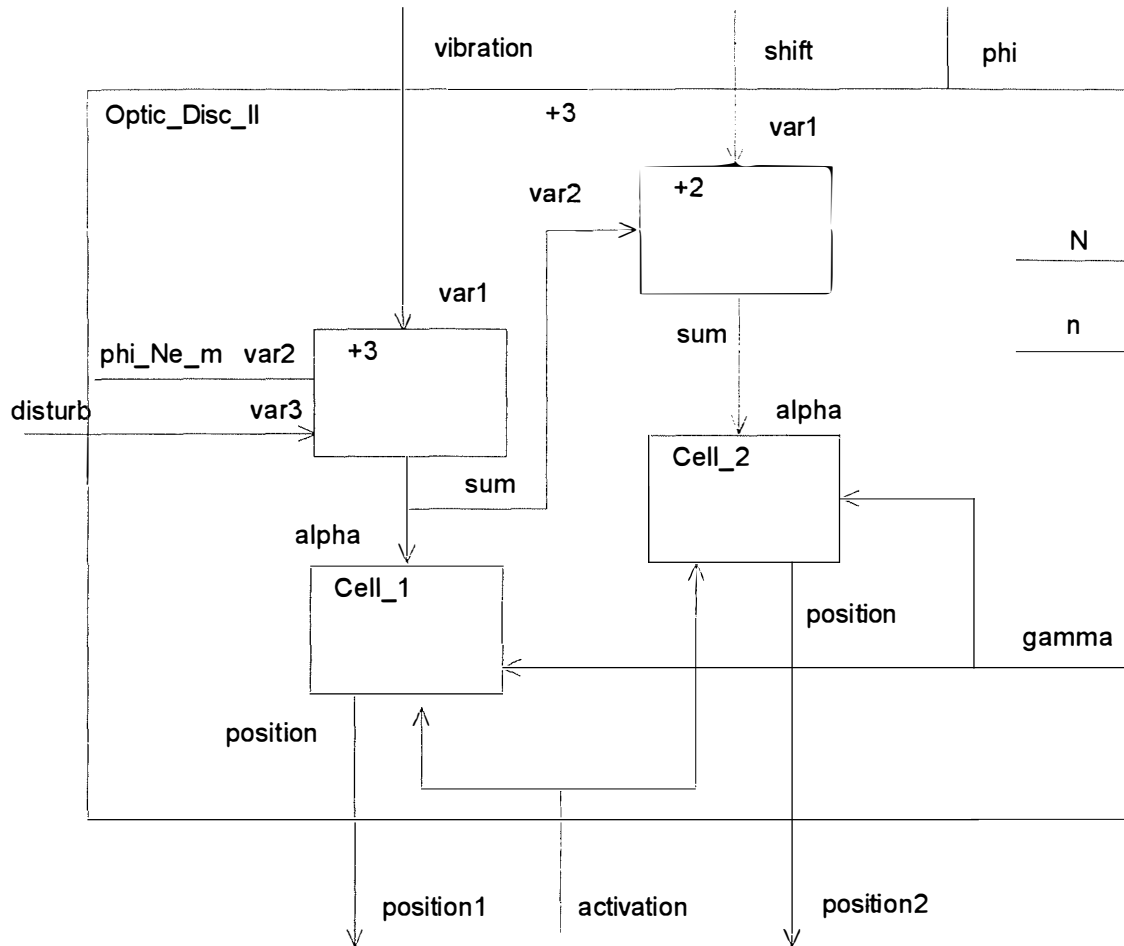 vibration
shift
phi
Optic_Disc_II
+3
var1
+2
var2
N
var1
n
sum
+3
phi_Ne_m
var2
disturb
var3
alpha
Cell_2
sum
alpha
Cell_1
position
gamma
position
position1
activation
position2